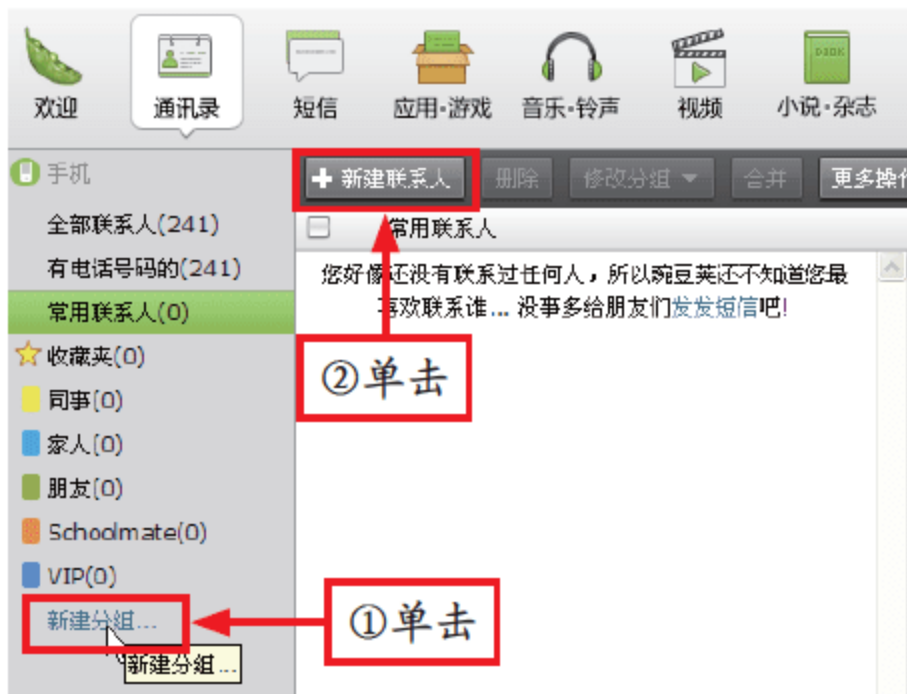 欢迎
通讯录
短信
应用·游戏
音乐·铃声
视频
小说·杂志
手机
全部联系人(241)
有电话号码的(241)
常用联系人(0)
收藏夹(0)
同事(0)
家人(0)
朋友(0)
Schoolmate(0)
VIP(0)
新建分组...
新建分组...
新建联系人
删除
修改分组
合并
更多操作
常用联系人
您好像还没有联系过任何人，所以豌豆荚还不知道您最
喜欢联系谁... 没事多给朋友们发发短信吧!
②单击
①单击